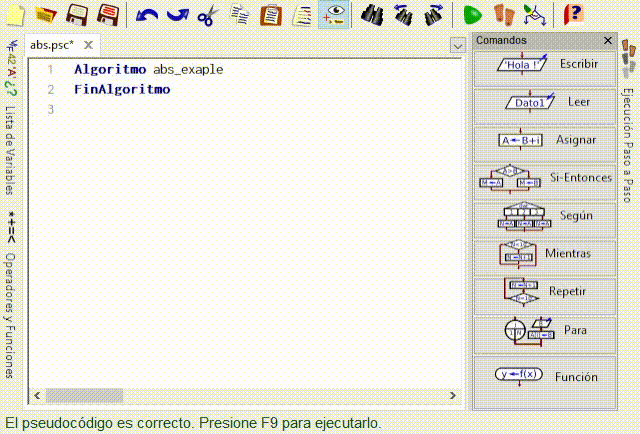 abs.psc*
1 Algoritmo abs_exaple
2 FinAlgoritmo
3
Lista de Variables
*+=< Operadores y Funciones
Comandos
'Hola !' Escribir
Dato1 Leer
A←B+i Asignar
A>B M←A M←B Si-Entonces
Según
Mientras
Repetir
Para
y←f(x) Función
Ejecución Paso a Paso
El pseudocódigo es correcto. Presione F9 para ejecutarlo.